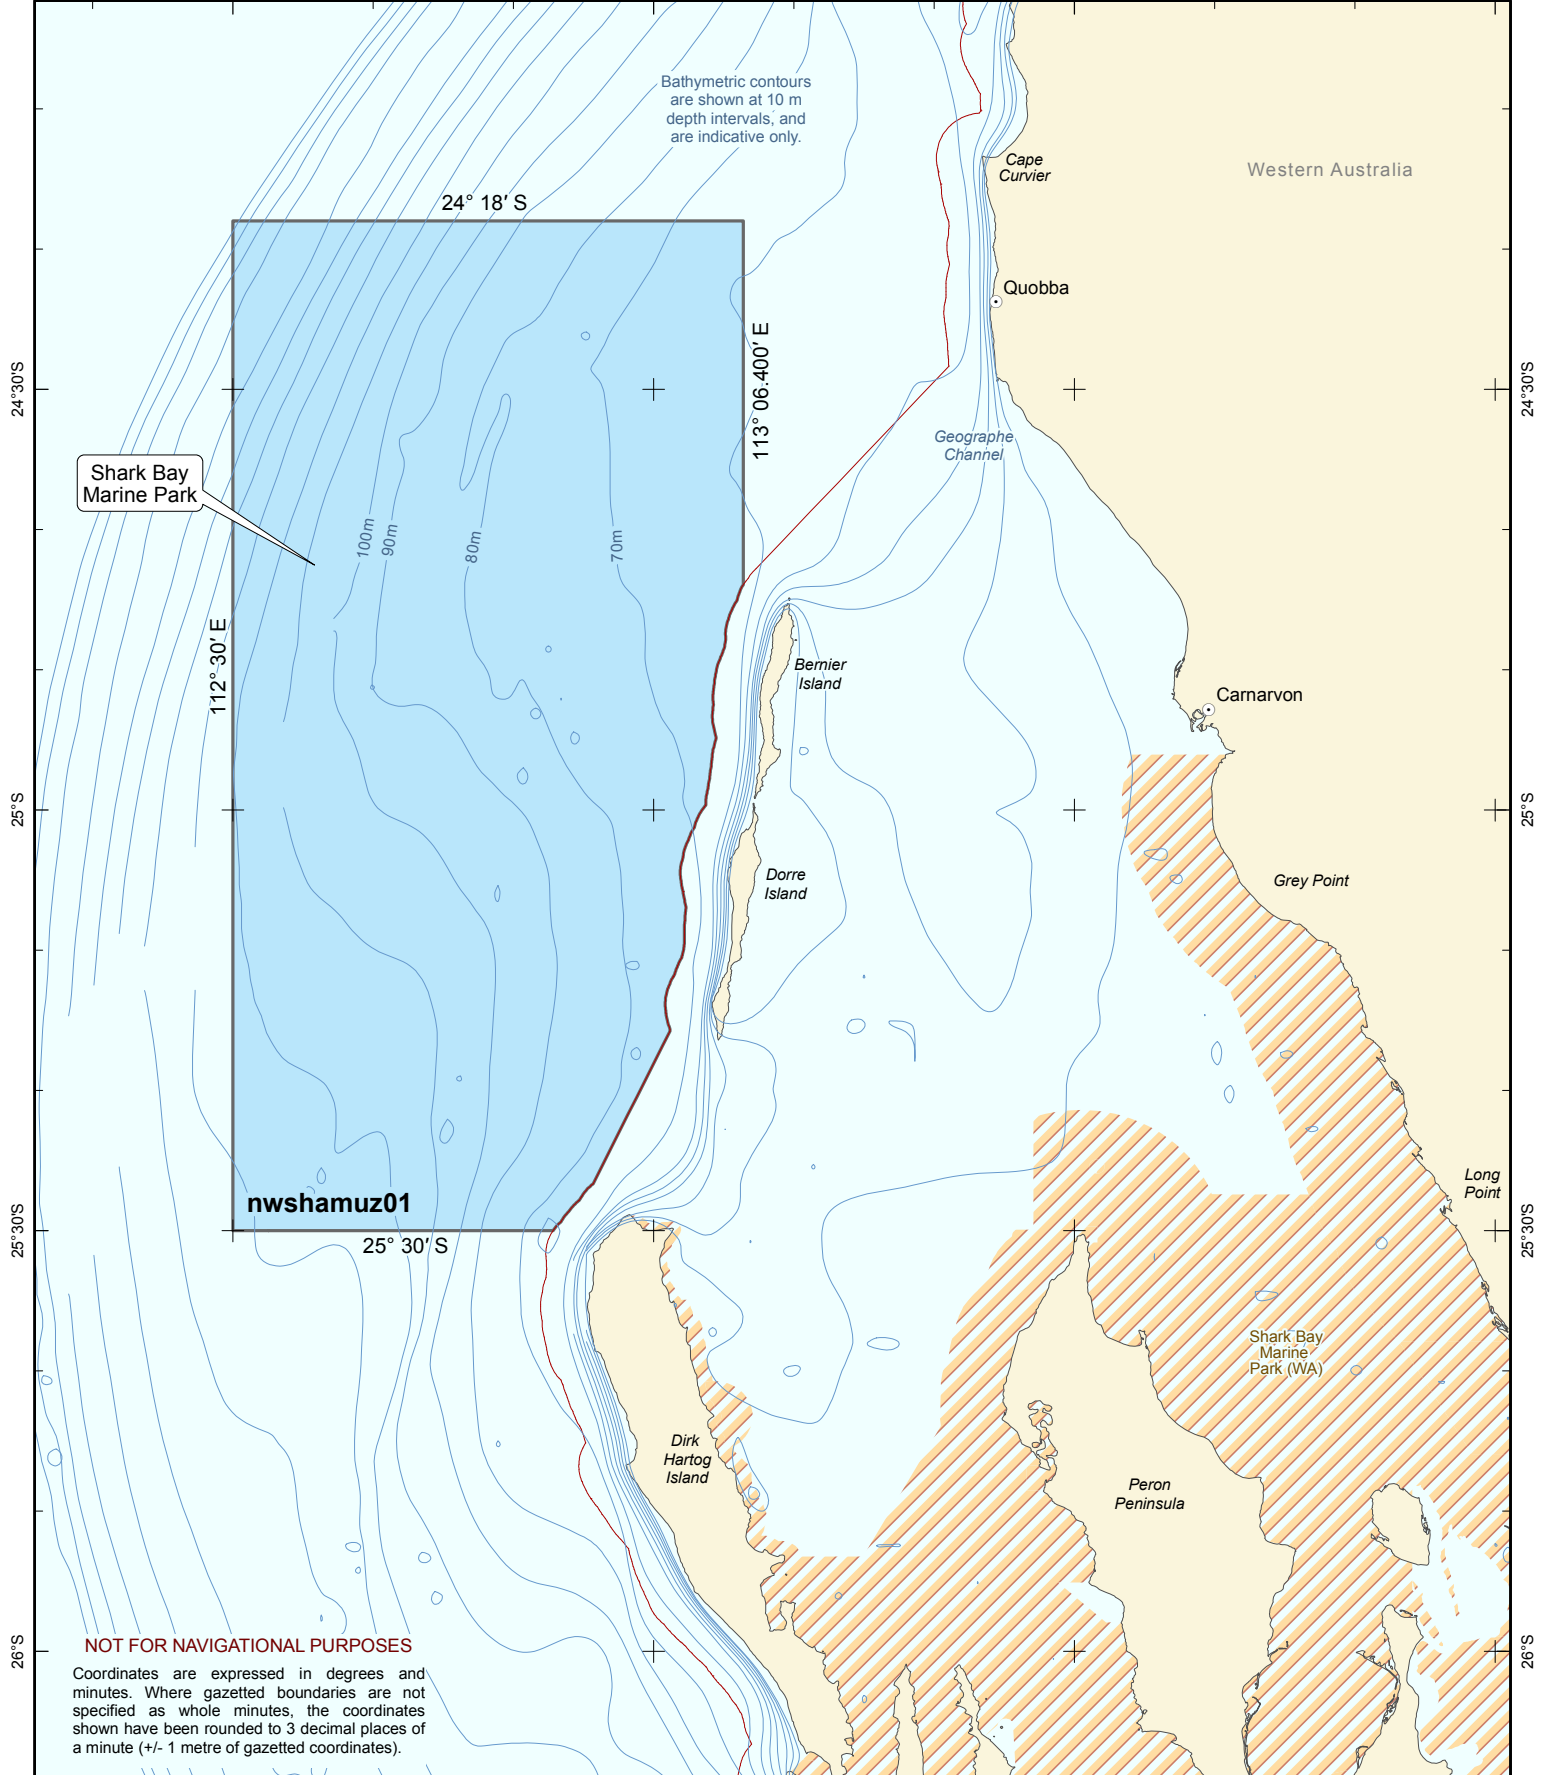 Bathymetric contours
are shown at 10 m
depth intervals, and
are indicative only.
Cape
Curvier
Western Australia
24° 18′ S
Quobba
113° 06.400′ E
24°30'S
24°30'S
Geographe
Channel
Shark Bay
Marine Park
100m
90m
80m
70m
112° 30′ E
Bernier
Island
Carnarvon
25°S
25°S
Dorre
Island
Grey Point
Long
Point
nwshamuz01
25° 30′ S
25°30'S
25°30'S
Shark Bay
Marine
Park (WA)
Dirk
Hartog
Island
Peron
Peninsula
26°S
26°S
NOT FOR NAVIGATIONAL PURPOSES
Coordinates are expressed in degrees and
minutes. Where gazetted boundaries are not
specified as whole minutes, the coordinates
shown have been rounded to 3 decimal places of
a minute (+/- 1 metre of gazetted coordinates).